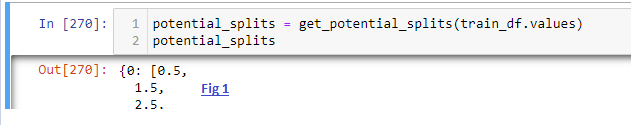 In [270]: 1 potential_splits = get_potential_splits(train_df.values)
2 potential_splits
Out[270]: {0: [0.5,
1.5, Fig 1
2.5,